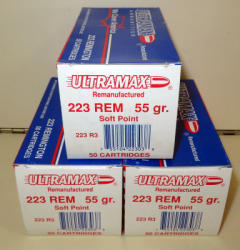 ULTRAMAX
Remanufactured
223 REM 55 gr.
Soft Point
223 R3
50 CARTRIDGES
223 REMINGTON
50 CARTRIDGES
ULTRAMAX
Remanufactured
223 REM 55 gr.
Soft Point
223 R3
50 CARTRIDGES
ULTRAMAX
Remanufactured
223 REM 55 gr.
Soft Point
223 R3
50 CARTRIDGES